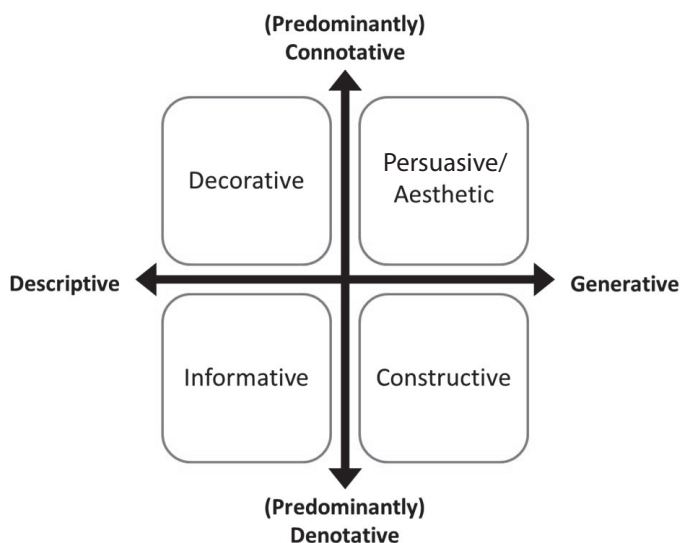 (Predominantly)
Connotative
Decorative
Persuasive/
Aesthetic
Descriptive
Generative
Informative
Constructive
(Predominantly)
Denotative